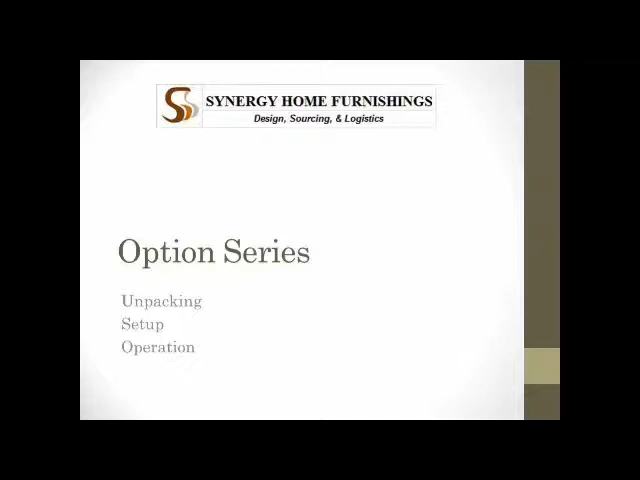 SYNERGY HOME FURNISHINGS
Design, Sourcing, & Logistics
Option Series
Unpacking
Setup
Operation